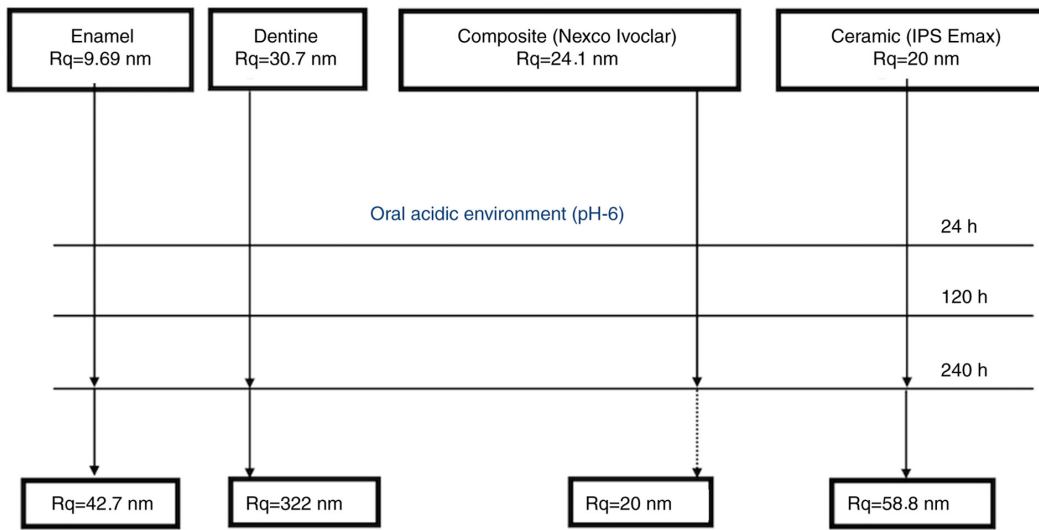 Enamel
Rq=9.69 nm
Dentine
Rq=30.7 nm
Composite (Nexco Ivoclar)
Rq=24.1 nm
Ceramic (IPS Emax)
Rq=20 nm
Oral acidic environment (pH-6)
24 h
120 h
240 h
Rq=42.7 nm
Rq=322 nm
Rq=20 nm
Rq=58.8 nm